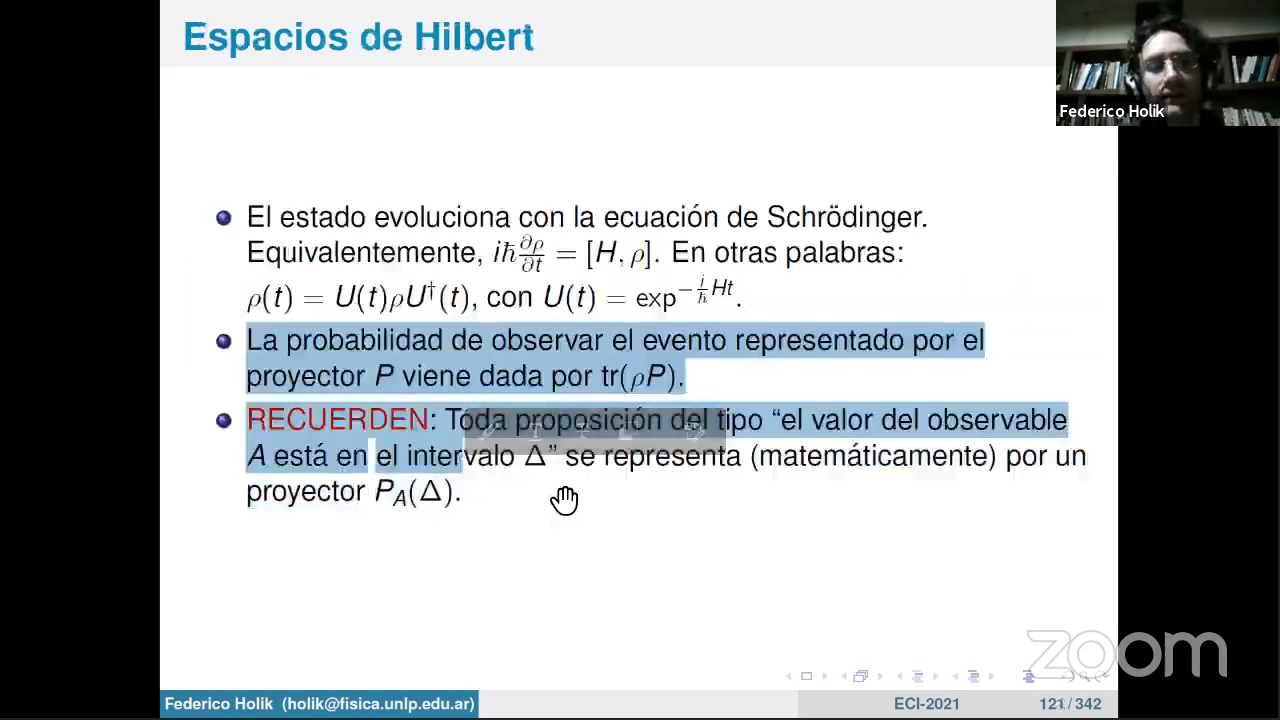 Espacios de Hilbert
Federico Holik
El estado evoluciona con la ecuación de Schrödinger.
Equivalentemente, iħ ∂ρ/∂t = [H, ρ]. En otras palabras:
ρ(t) = U(t)ρU†(t), con U(t) = exp^{−i/ħ Ht}.
La probabilidad de observar el evento representado por el
proyector P viene dada por tr(ρP).
RECUERDEN: Toda proposición del tipo “el valor del observable
A está en el intervalo Δ” se representa (matemáticamente) por un
proyector P_A(Δ).
zoom
Federico Holik (holik@fisica.unlp.edu.ar)
ECI-2021
121 / 342